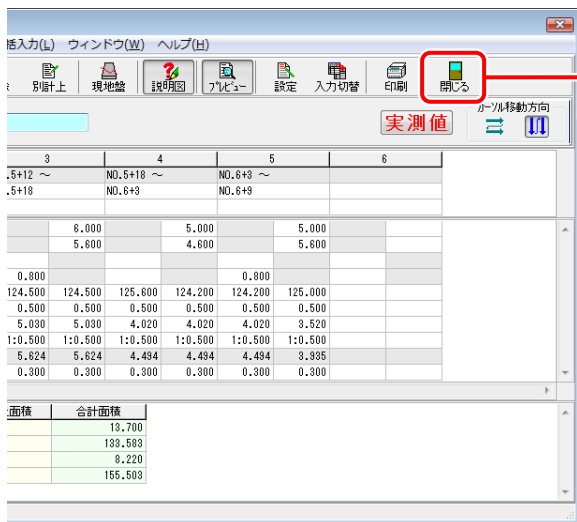 括入力(L) ウィンドウ(W) ヘルプ(H)
別計上 現地盤 説明図 プレビュー 設定 入力切替 印刷 閉じる
実測値 カーソル移動方向
3 4 5 6
.5+12 ～ NO.5+18 ～ NO.6+3 ～
.5+18 NO.6+3 NO.6+9
6.000 5.000 5.000
5.600 4.600 5.600
0.800 0.800
124.500 124.500 125.600 124.200 124.200 125.000
0.500 0.500 0.500 0.500 0.500 0.500
5.030 5.030 4.020 4.020 4.020 3.520
1:0.500 1:0.500 1:0.500 1:0.500 1:0.500 1:0.500
5.624 5.624 4.494 4.494 4.494 3.935
0.300 0.300 0.300 0.300 0.300 0.300
面積 合計面積
13.700
133.583
8.220
155.503